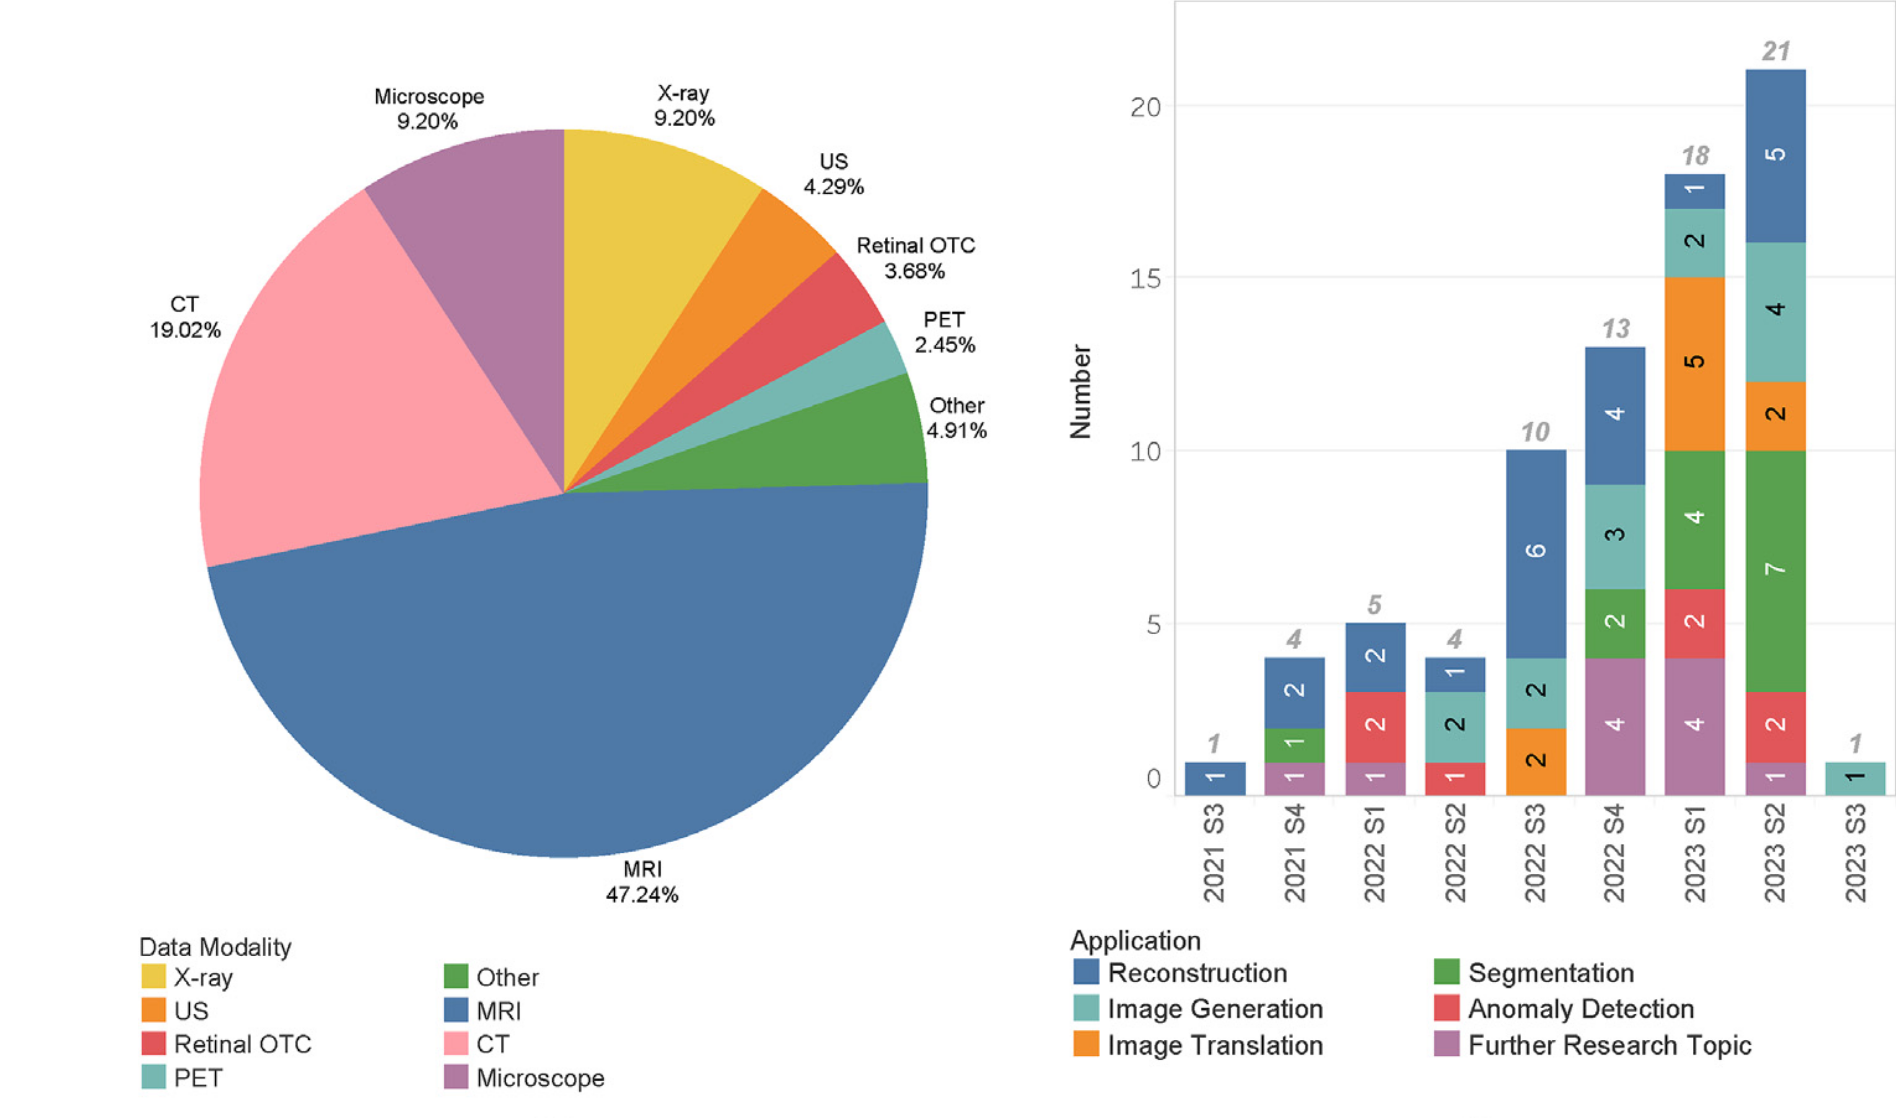 Microscope
9.20%
X-ray
9.20%
US
4.29%
Retinal OTC
3.68%
PET
2.45%
Other
4.91%
CT
19.02%
MRI
47.24%
Data Modality
X-ray
Other
US
MRI
Retinal OTC
CT
PET
Microscope
Number
20
15
10
5
0
1
1
4
2
1
1
5
2
2
1
4
1
2
1
10
6
2
2
13
4
3
2
4
18
1
2
5
4
2
4
21
5
4
2
7
2
1
1
1
2021 S3
2021 S4
2022 S1
2022 S2
2022 S3
2022 S4
2023 S1
2023 S2
2023 S3
Application
Reconstruction
Segmentation
Image Generation
Anomaly Detection
Image Translation
Further Research Topic